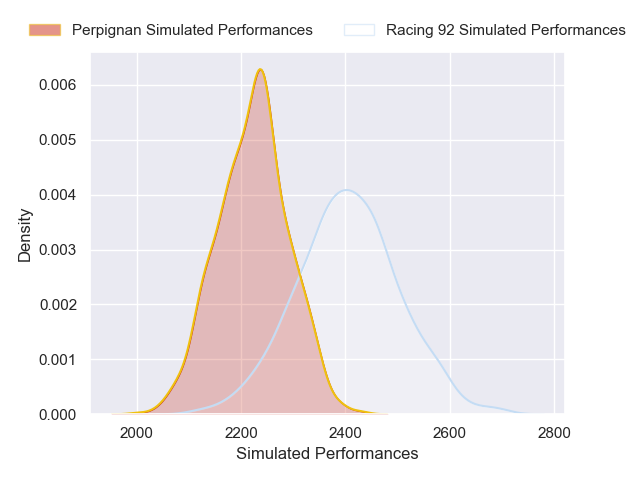 Perpignan Simulated Performances
Racing 92 Simulated Performances
0.006
0.005
0.004
0.003
0.002
0.001
0.000
Density
2000 2200 2400 2600 2800
Simulated Performances